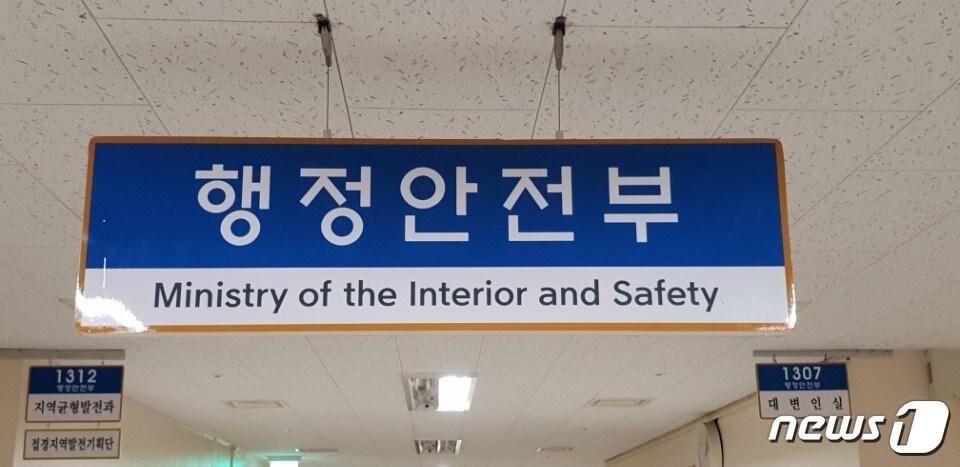 행정안전부
Ministry of the Interior and Safety
1312
행정안전부
지역균형발전과
접경지역발전기획단
1307
행정안전부
대변인실
news1